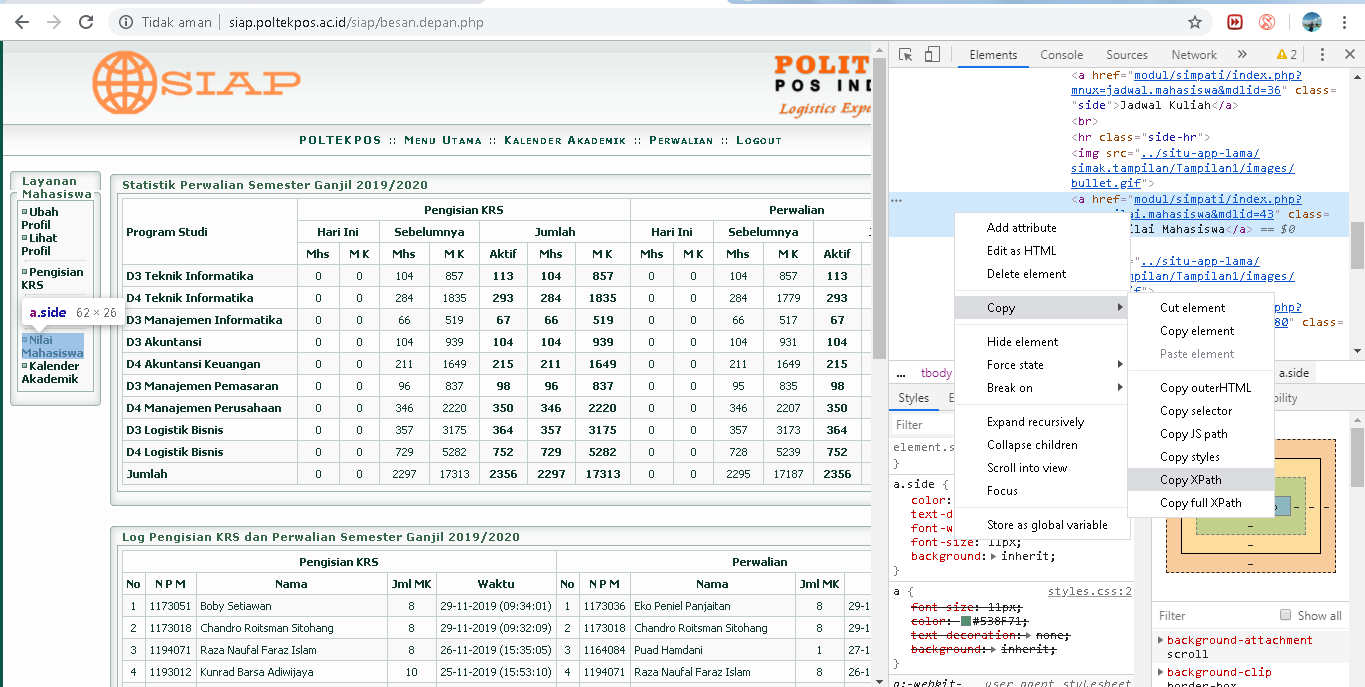 Tidak aman | siap.poltekpos.ac.id/siap/besan.depan.php
SIAP
POLIT
POS IND
Logistics Expe
POLTEKPOS :: Menu Utama :: Kalender Akademik :: Perwalian :: Logout
Layanan
Mahasiswa
Ubah
Profil
Lihat
Profil
Pengisian
KRS
a.side 62 × 26
Nilai
Mahasiswa
Kalender
Akademik
Statistik Perwalian Semester Ganjil 2019/2020
Program Studi Pengisian KRS Perwalian
Hari Ini Sebelumnya Jumlah Hari Ini Sebelumnya
Mhs M K Mhs M K Aktif Mhs M K Mhs M K Mhs M K Aktif
D3 Teknik Informatika 0 0 104 857 113 104 857 0 0 104 857 113
D4 Teknik Informatika 0 0 284 1835 293 284 1835 0 0 284 1779 293
D3 Manajemen Informatika 0 0 66 519 67 66 519 0 0 66 517 67
D3 Akuntansi 0 0 104 939 104 104 939 0 0 104 931 104
D4 Akuntansi Keuangan 0 0 211 1649 215 211 1649 0 0 211 1649 215
D3 Manajemen Pemasaran 0 0 96 837 98 96 837 0 0 95 835 98
D4 Manajemen Perusahaan 0 0 346 2220 350 346 2220 0 0 346 2207 350
D3 Logistik Bisnis 0 0 357 3175 364 357 3175 0 0 357 3173 364
D4 Logistik Bisnis 0 0 729 5282 752 729 5282 0 0 728 5239 752
Jumlah 0 0 2297 17313 2356 2297 17313 0 0 2295 17187 2356
Log Pengisian KRS dan Perwalian Semester Ganjil 2019/2020
Pengisian KRS Perwalian
No N P M Nama Jml MK Waktu No N P M Nama Jml MK
1 1173051 Boby Setiawan 8 29-11-2019 (09:34:01) 1 1173036 Eko Peniel Panjaitan 8 29-1
2 1173018 Chandro Roitsman Sitohang 8 29-11-2019 (09:32:09) 2 1173018 Chandro Roitsman Sitohang 8 29-1
3 1194071 Raza Naufal Faraz Islam 8 26-11-2019 (15:35:05) 3 1164084 Puad Hamdani 1 27-1
4 1193012 Kunrad Barsa Adiwijaya 10 25-11-2019 (15:53:10) 4 1194071 Raza Naufal Faraz Islam 8 26-1
Elements Console Sources Network » 2
<a href="modul/simpati/index.php?
mnux=jadwal.mahasiswa&mdlid=36" class=
"side">Jadwal Kuliah</a>
<br>
<hr class="side-hr">
<img src="../situ-app-lama/
simak.tampilan/Tampilan1/images/
bullet.gif">
<a href="modul/simpati/index.php?
ai.mahasiswa&mdlid=43" class=
ilai Mahasiswa</a> == $0
="../situ-app-lama/
mpilan/Tampilan1/images/
f">
php?
80" class=
Add attribute
Edit as HTML
Delete element
Copy
Hide element
Force state
Break on
Expand recursively
Collapse children
Scroll into view
Focus
Store as global variable
Cut element
Copy element
Paste element
Copy outerHTML
Copy selector
Copy JS path
Copy styles
Copy XPath
Copy full XPath
... tbody a.side
Styles E bility
Filter
element.s
}
a.side {
color:
text-d
font-w
font-size: 11px;
background: inherit;
}
a { styles.css:2
font-size: 11px;
color: #538F71;
text-decoration: none;
background: inherit;
}
a:-webkit- user agent stylesheet
Filter Show all
background-attachment
scroll
background-clip
border-box